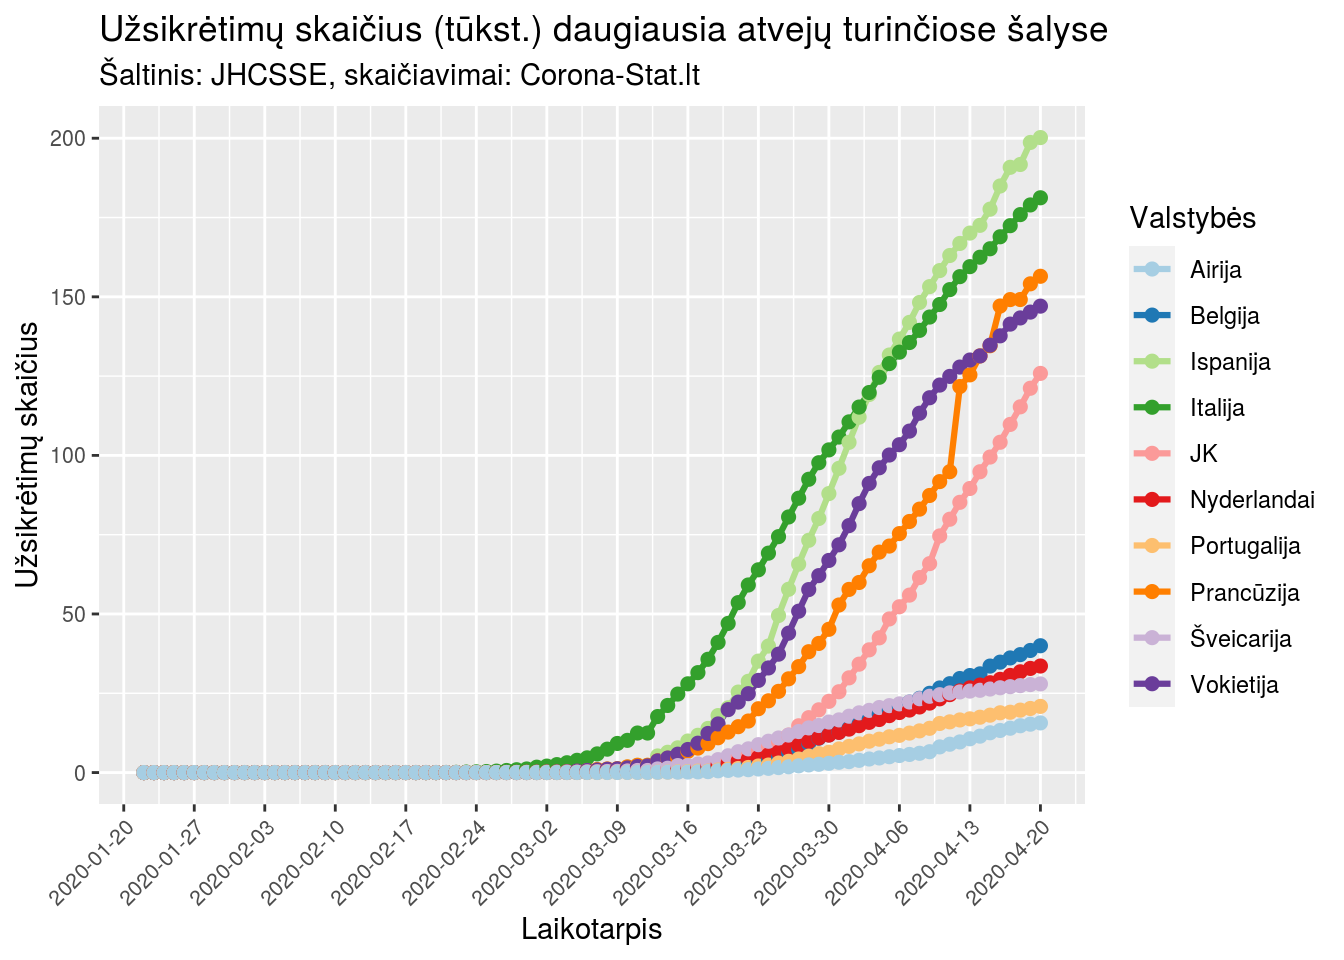 Užsikrėtimų skaičius (tūkst.) daugiausia atvejų turinčiose šalyse
Šaltinis: JHCSSE, skaičiavimai: Corona-Stat.lt
Užsikrėtimų skaičius
200
150
100
50
0
2020-01-20
2020-01-27
2020-02-03
2020-02-10
2020-02-17
2020-02-24
2020-03-02
2020-03-09
2020-03-16
2020-03-23
2020-03-30
2020-04-06
2020-04-13
2020-04-20
Laikotarpis
Valstybės
Airija
Belgija
Ispanija
Italija
JK
Nyderlandai
Portugalija
Prancūzija
Šveicarija
Vokietija